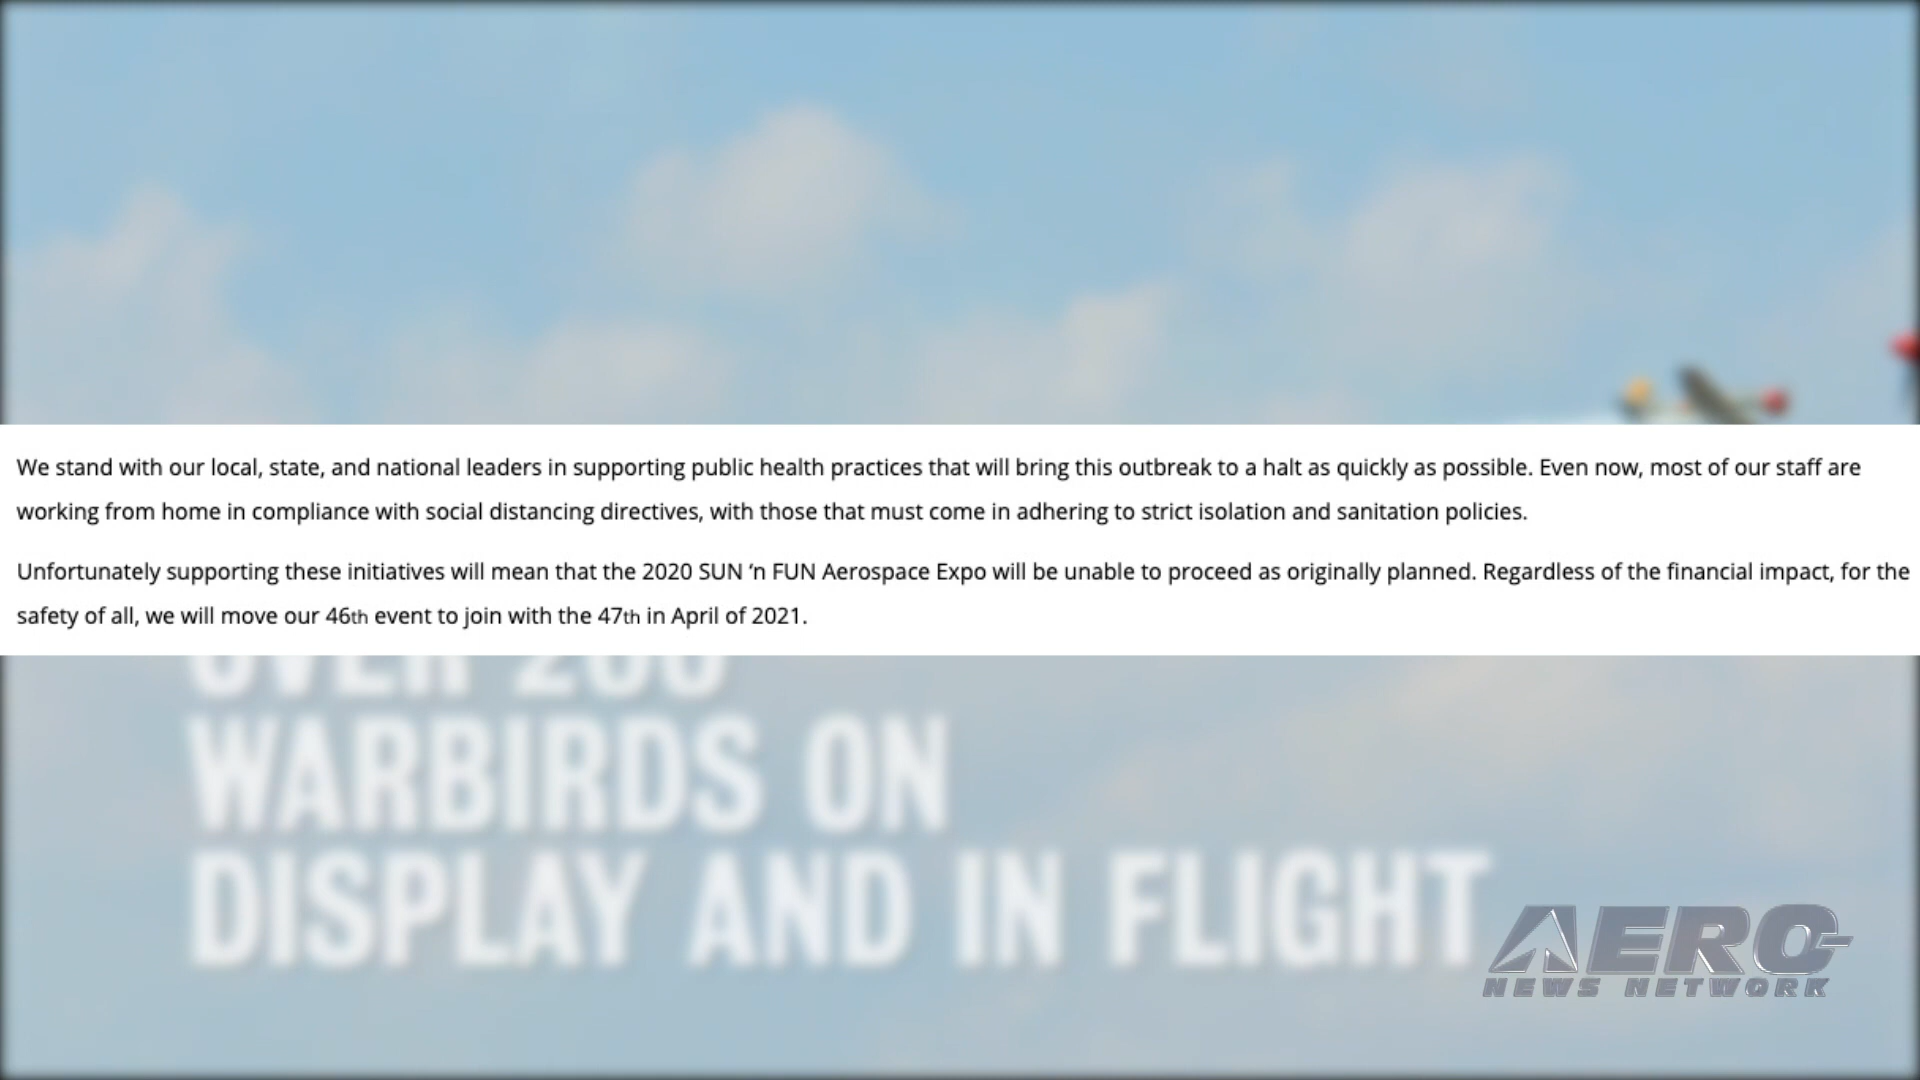 We stand with our local, state, and national leaders in supporting public health practices that will bring this outbreak to a halt as quickly as possible. Even now, most of our staff are
working from home in compliance with social distancing directives, with those that must come in adhering to strict isolation and sanitation policies.
Unfortunately supporting these initiatives will mean that the 2020 SUN ‘n FUN Aerospace Expo will be unable to proceed as originally planned. Regardless of the financial impact, for the
safety of all, we will move our 46th event to join with the 47th in April of 2021.
OVER 200
WARBIRDS ON
DISPLAY AND IN FLIGHT
AERO-
NEWS NETWORK